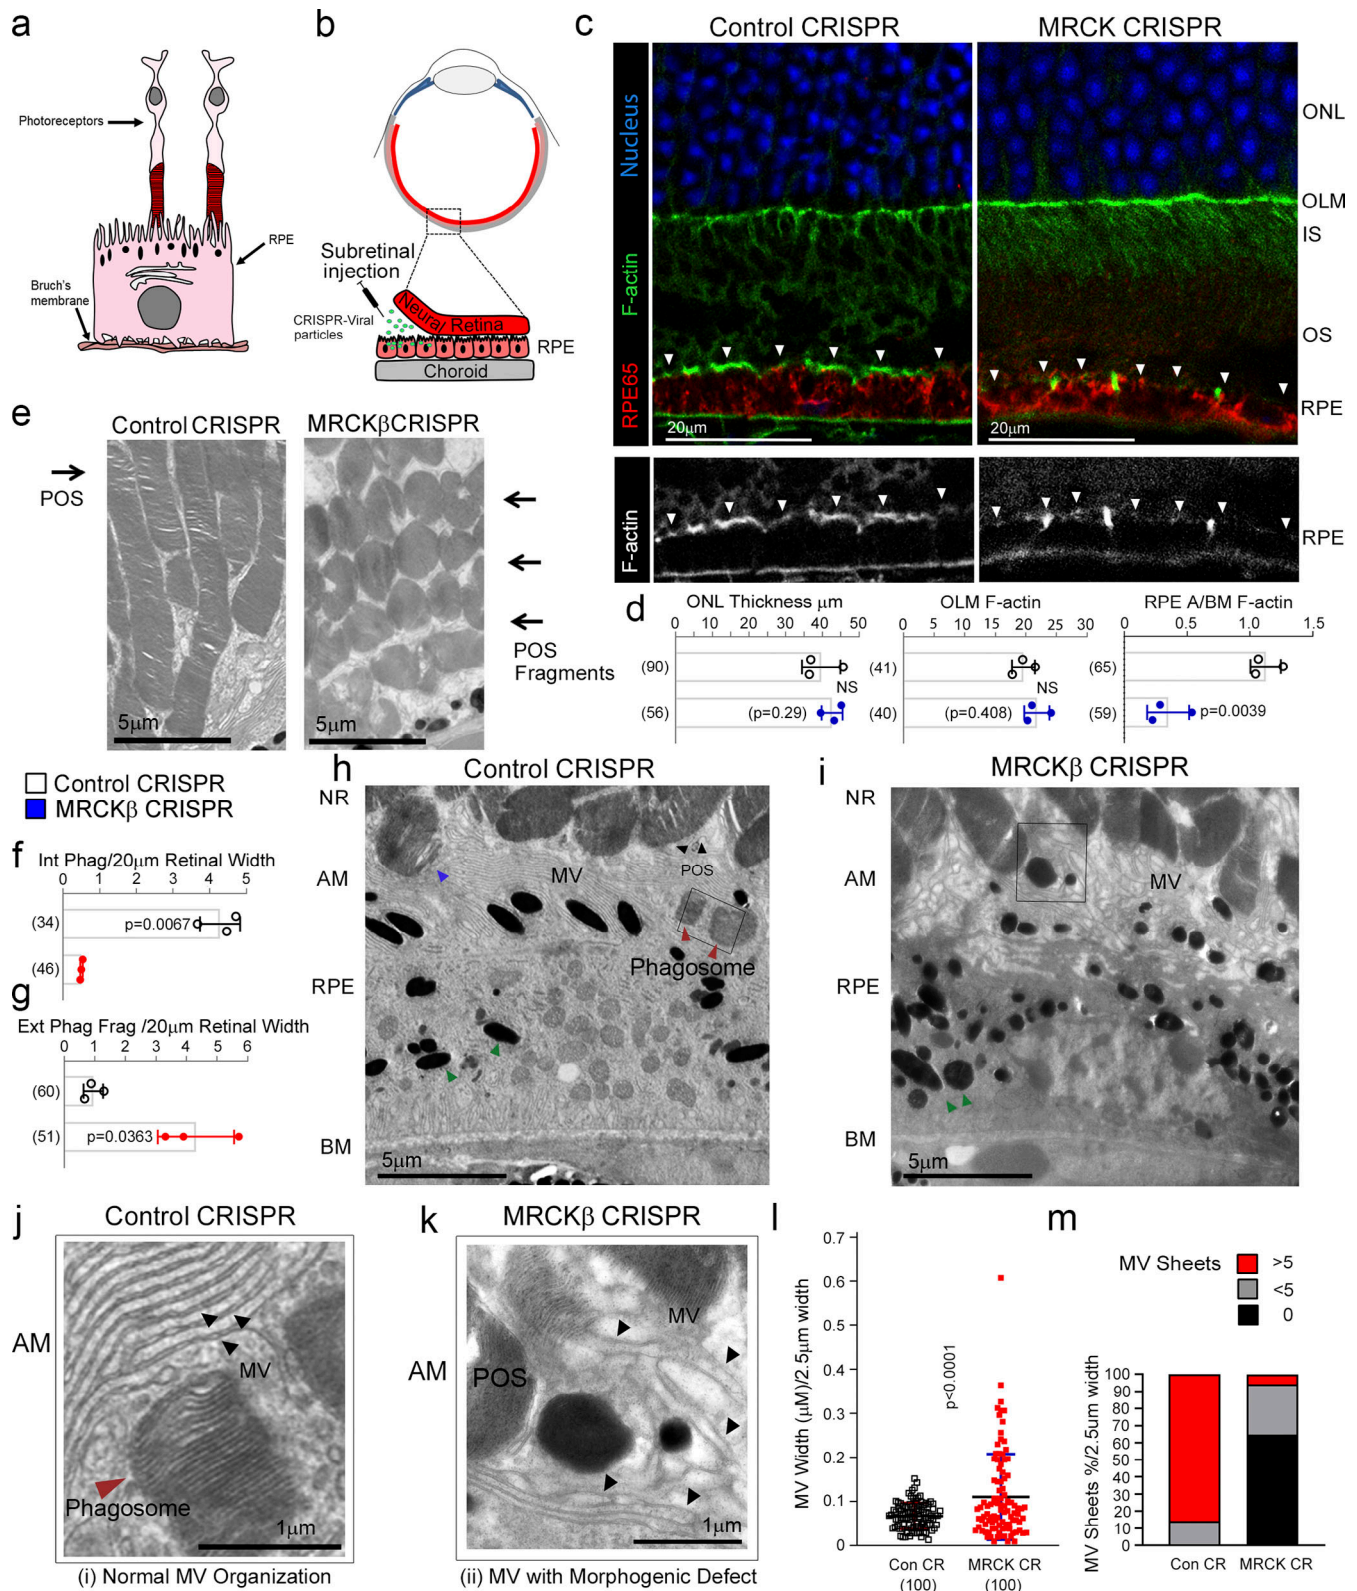 a
Photoreceptors
RPE
Bruch's
membrane
b
Subretinal
injection
CRISPR-Viral
particles
Neural Retina
RPE
Choroid
c
Control CRISPR
MRCK CRISPR
Nucleus
F-actin
RPE65
ONL
OLM
IS
OS
RPE
20μm
20μm
F-actin
RPE
d
ONL Thickness μm
0 10 20 30 40 50
(90)
NS
(56)
(p=0.29)
OLM F-actin
0 10 20 30
(41)
NS
(40)
(p=0.408)
RPE A/BM F-actin
0 0.5 1.0 1.5
(65)
(59)
p=0.0039
e
Control CRISPR
MRCKβCRISPR
POS
POS
Fragments
5μm
5μm
Control CRISPR
MRCKβ CRISPR
f
Int Phag/20μm Retinal Width
0 1 2 3 4 5
(34)
p=0.0067
(46)
g
Ext Phag Frag /20μm Retinal Width
0 1 2 3 4 5 6
(60)
(51)
p=0.0363
h
Control CRISPR
NR
AM
RPE
BM
MV
POS
Phagosome
5μm
i
MRCKβ CRISPR
NR
AM
RPE
BM
MV
5μm
j
Control CRISPR
AM
MV
Phagosome
1μm
(i) Normal MV Organization
k
MRCKβ CRISPR
AM
MV
POS
1μm
(ii) MV with Morphogenic Defect
l
MV Width (μM)/2.5μm width
0.7
0.6
0.5
0.4
0.3
0.2
0.1
0
p<0.0001
Con CR
(100)
MRCK CR
(100)
m
MV Sheets
>5
<5
0
MV Sheets %/2.5um width
100
90
80
70
60
50
40
30
20
10
0
Con CR
MRCK CR